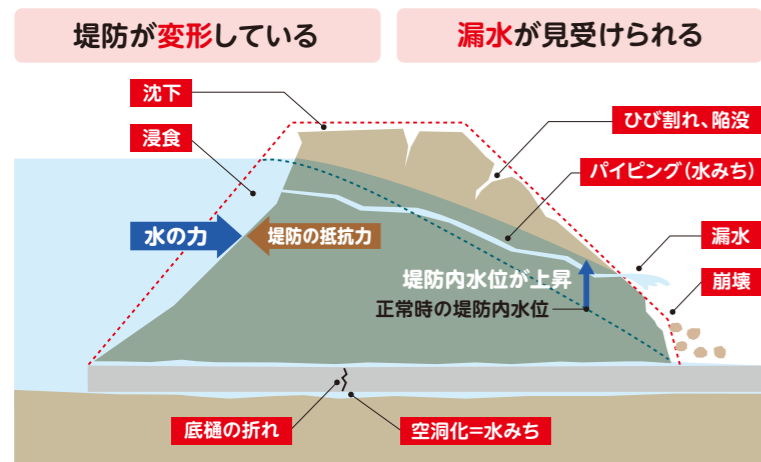 堤防が変形している
漏水が見受けられる
沈下
浸食
ひび割れ、陥没
パイピング（水みち）
水の力
堤防の抵抗力
漏水
堤防内水位が上昇
崩壊
正常時の堤防内水位
底樋の折れ
空洞化=水みち